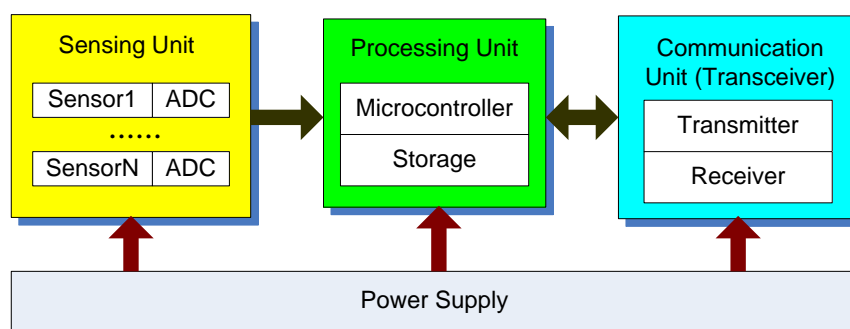 Sensing Unit
Sensor1 ADC
......
SensorN ADC
Processing Unit
Microcontroller
Storage
Communication
Unit (Transceiver)
Transmitter
Receiver
Power Supply